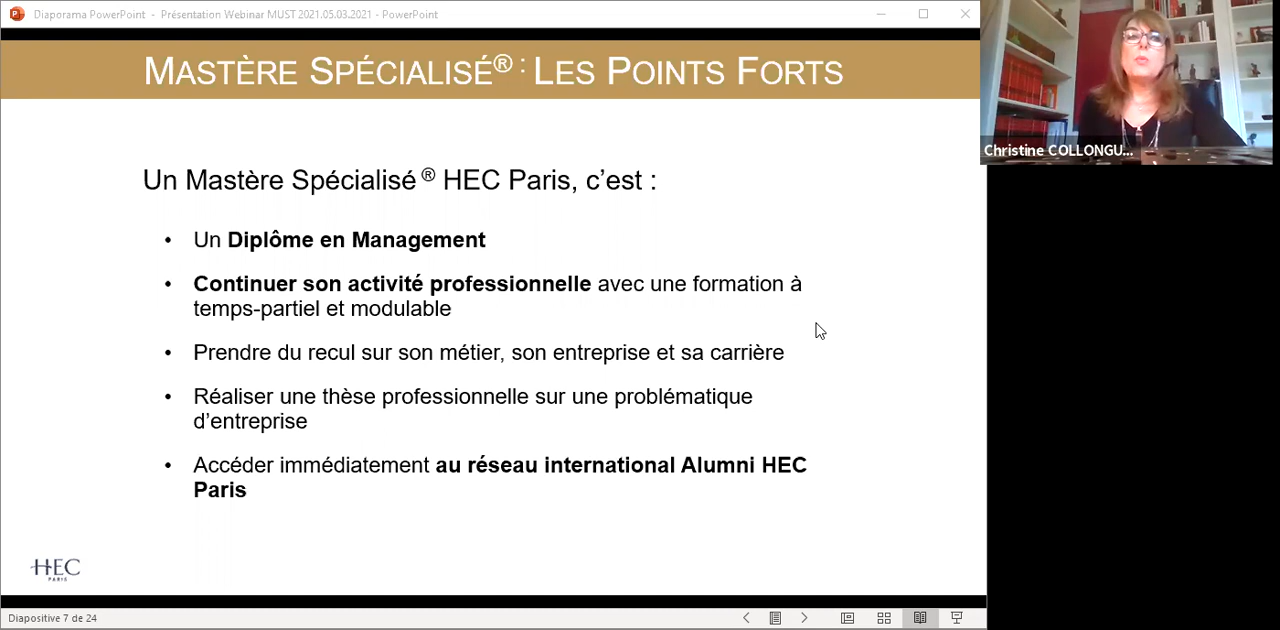 Diaporama PowerPoint - Présentation Webinar MUST 2021.05.03.2021 - PowerPoint
MASTÈRE SPÉCIALISÉ® : LES POINTS FORTS
Christine COLLONGU...
Un Mastère Spécialisé ® HEC Paris, c’est :
• Un Diplôme en Management
• Continuer son activité professionnelle avec une formation à
temps-partiel et modulable
• Prendre du recul sur son métier, son entreprise et sa carrière
• Réaliser une thèse professionnelle sur une problématique
d’entreprise
• Accéder immédiatement au réseau international Alumni HEC
Paris
HEC
PARIS
Diapositive 7 de 24